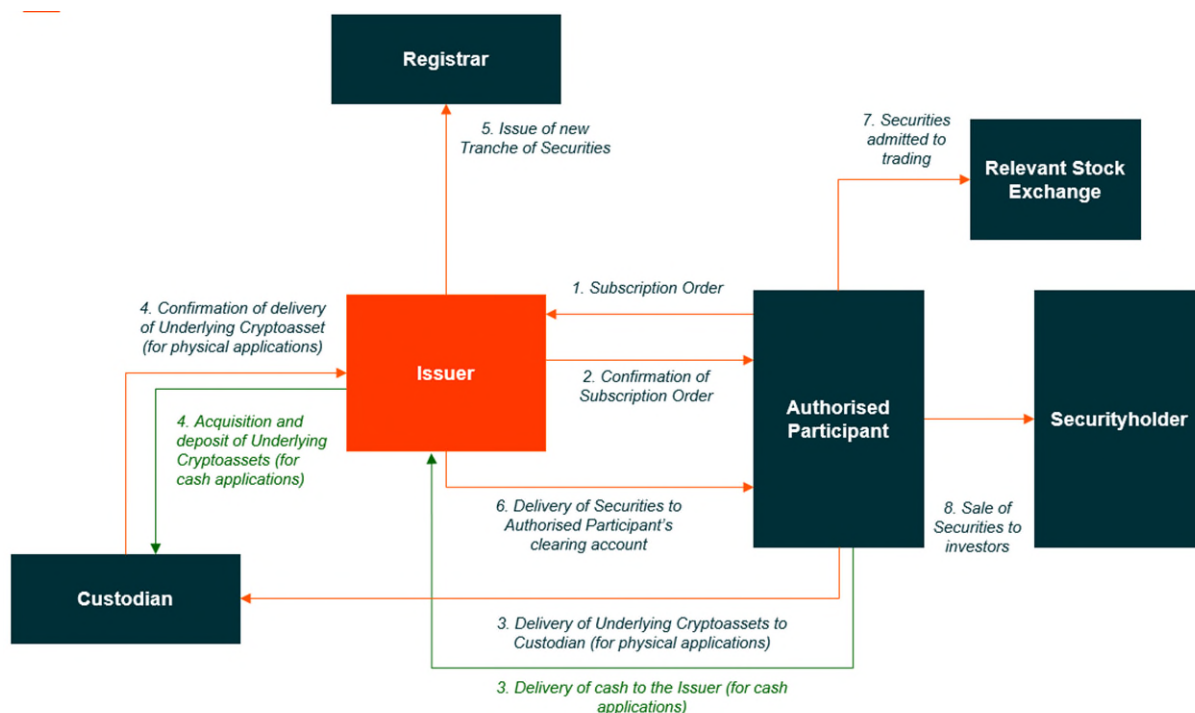 Registrar
5. Issue of new
Tranche of Securities
7. Securities
admitted to
trading
Relevant Stock
Exchange
1. Subscription Order
4. Confirmation of delivery
of Underlying Cryptoasset
(for physical applications)
Issuer
2. Confirmation of
Subscription Order
Authorised
Participant
Securityholder
4. Acquisition and
deposit of Underlying
Cryptoassets (for
cash applications)
6. Delivery of Securities to
Authorised Participant's
clearing account
8. Sale of
Securities to
investors
Custodian
3. Delivery of Underlying Cryptoassets to
Custodian (for physical applications)
3. Delivery of cash to the Issuer (for cash
applications)